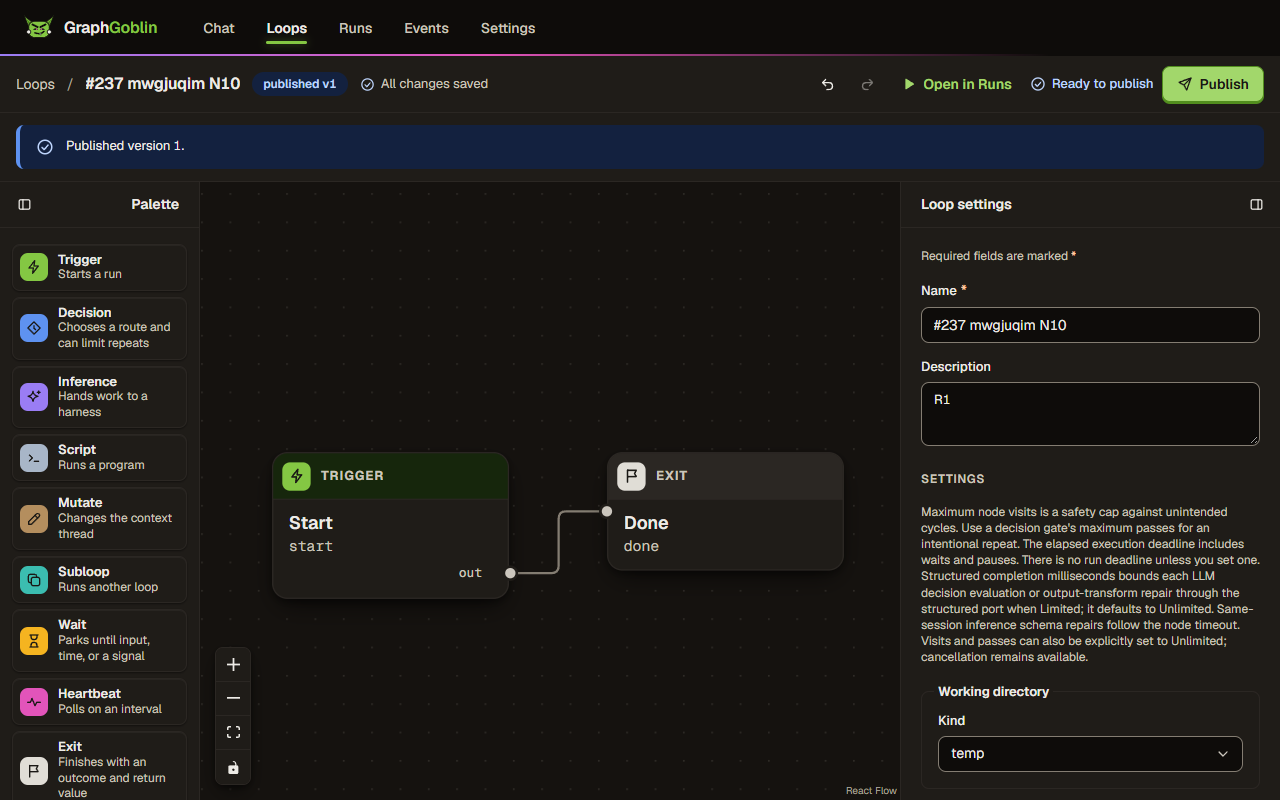 GraphGoblin
Chat
Loops
Runs
Events
Settings
Loops / #237 mwgjuqim N10
published v1
All changes saved
Open in Runs
Ready to publish
Publish
Published version 1.
Palette
Trigger
Starts a run
Decision
Chooses a route and
can limit repeats
Inference
Hands work to a
harness
Script
Runs a program
Mutate
Changes the context
thread
Subloop
Runs another loop
Wait
Parks until input,
time, or a signal
Heartbeat
Polls on an interval
Exit
Finishes with an
outcome and return
value
TRIGGER
Start
start
out
EXIT
Done
done
React Flow
Loop settings
Required fields are marked *
Name *
#237 mwgjuqim N10
Description
R1
SETTINGS
Maximum node visits is a safety cap against unintended
cycles. Use a decision gate's maximum passes for an
intentional repeat. The elapsed execution deadline includes
waits and pauses. There is no run deadline unless you set one.
Structured completion milliseconds bounds each LLM
decision evaluation or output-transform repair through the
structured port when Limited; it defaults to Unlimited. Same-
session inference schema repairs follow the node timeout.
Visits and passes can also be explicitly set to Unlimited;
cancellation remains available.
Working directory
Kind
temp